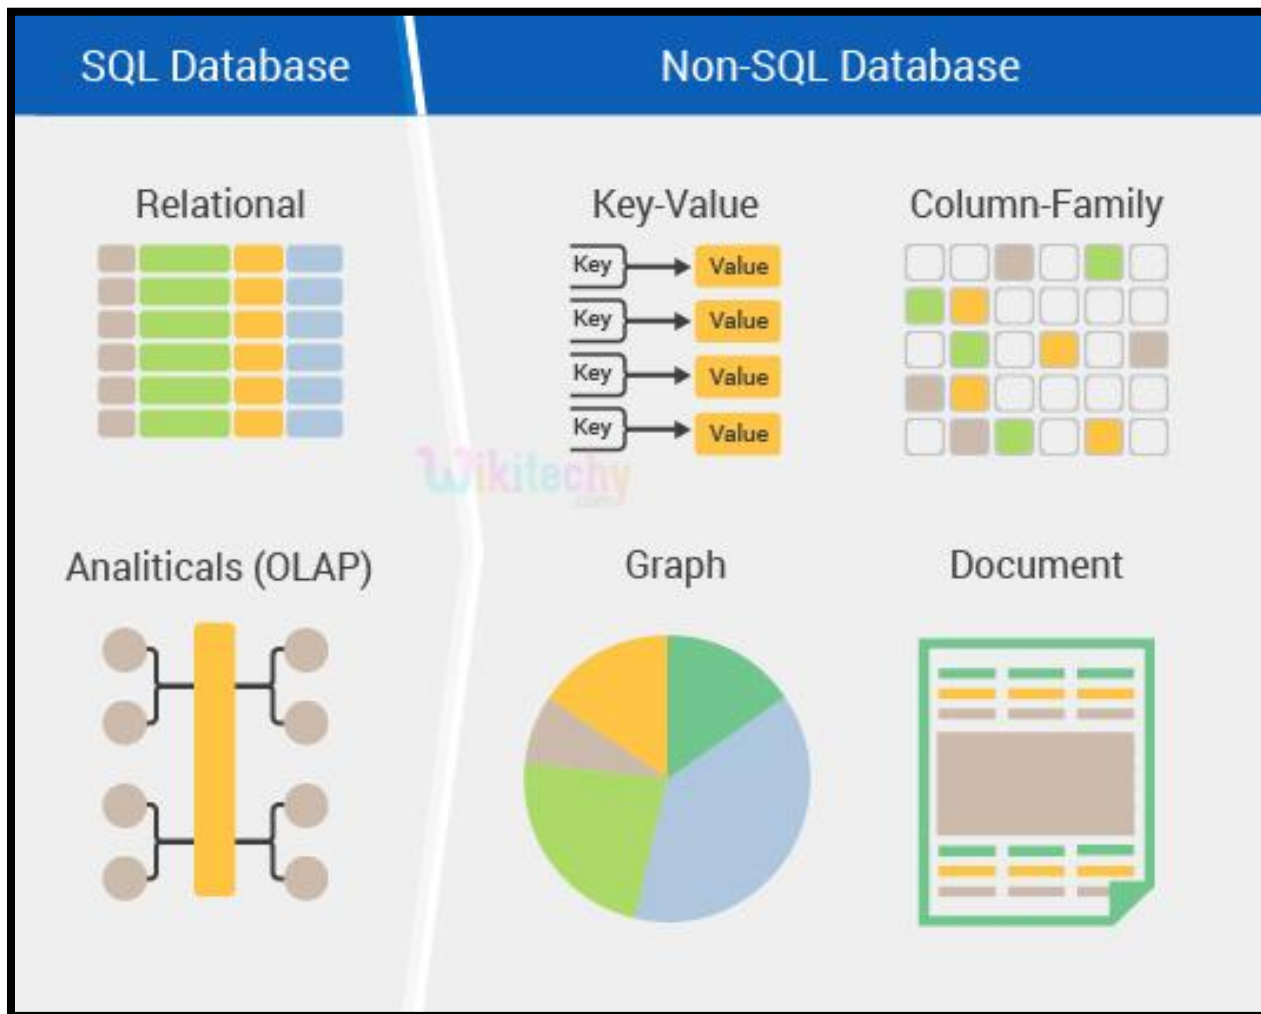 SQL Database
Non-SQL Database
Relational
Key-Value
Column-Family
Key
Value
Key
Value
Key
Value
Key
Value
Wikitechy
.com
Analiticals (OLAP)
Graph
Document